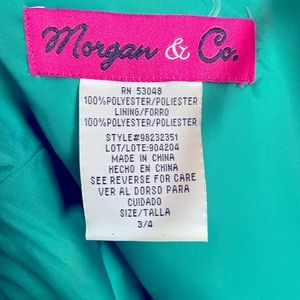 Morgan & Co.
RN 53048
100%POLYESTER/POLIESTER
LINING/FORRO
100%POLYESTER/POLIESTER
STYLE#98232351
LOT/LOTE:904204
MADE IN CHINA
HECHO EN CHINA
SEE REVERSE FOR CARE
VER AL DORSO PARA
CUIDADO
SIZE/TALLA
3/4